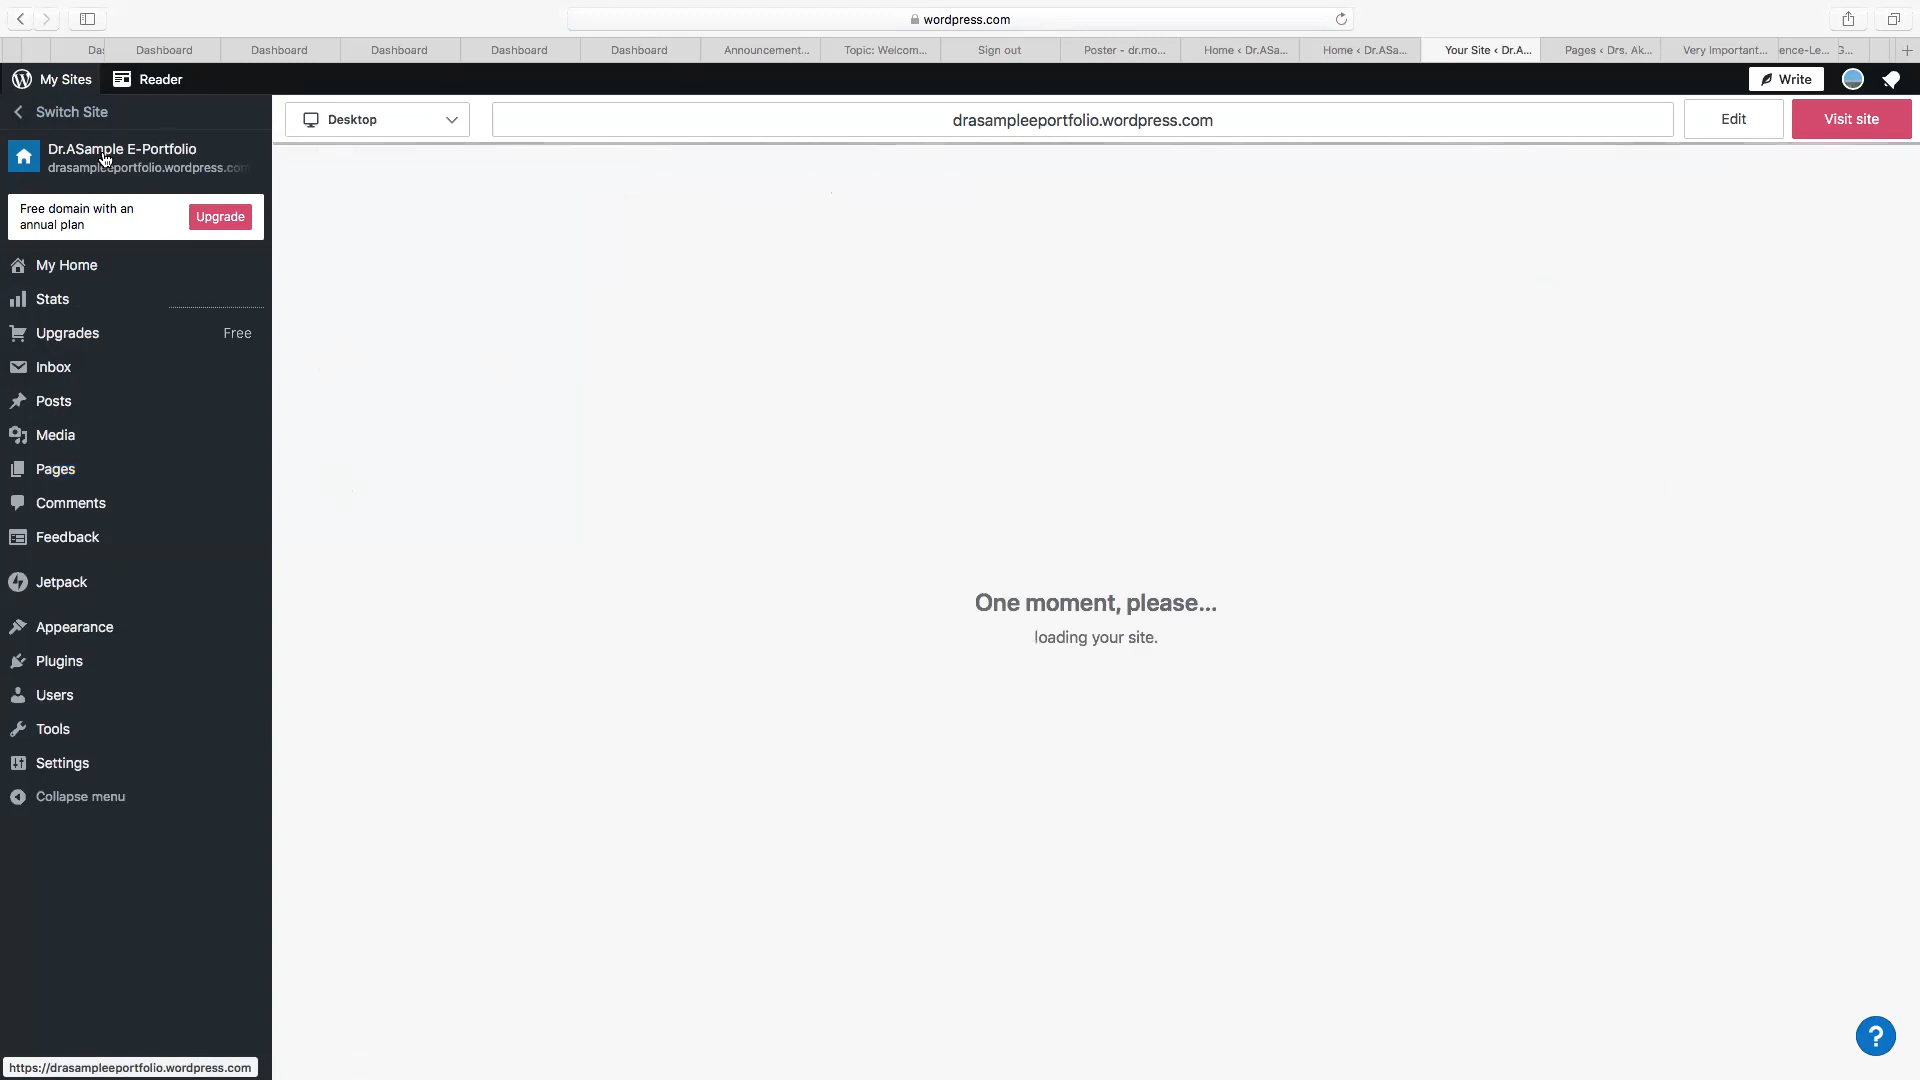 wordpress.com
Das
Dashboard
Dashboard
Dashboard
Dashboard
Dashboard
Announcement...
Topic: Welcom...
Sign out
Poster - dr.mo...
Home < Dr.ASa...
Home < Dr.ASa...
Your Site < Dr.A...
Pages < Drs. Ak...
Very Important...
ence-Le...
My Sites
Reader
Write
Switch Site
Desktop
drasampleeportfolio.wordpress.com
Edit
Visit site
Dr.ASample E-Portfolio
drasampleeportfolio.wordpress.com
Free domain with an
annual plan
Upgrade
My Home
Stats
Upgrades
Free
Inbox
Posts
Media
Pages
Comments
Feedback
Jetpack
Appearance
Plugins
Users
Tools
Settings
Collapse menu
One moment, please...
loading your site.
?
https://drasampleeportfolio.wordpress.com